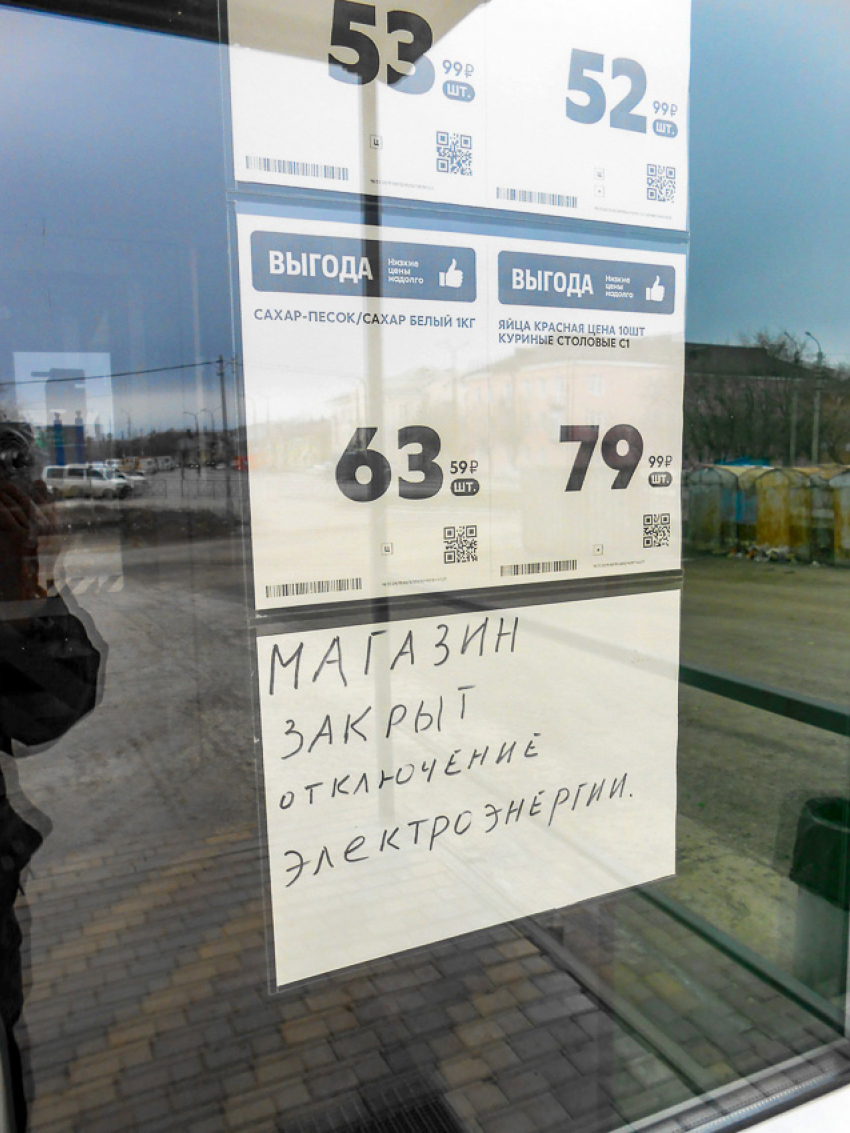 53 99₽
ШТ.
52 99₽
ШТ.
ВЫГОДА Низкие цены надолго
САХАР-ПЕСОК/САХАР БЕЛЫЙ 1КГ
63 59₽
ШТ.
ВЫГОДА Низкие цены надолго
ЯЙЦА КРАСНАЯ ЦЕНА 10ШТ
КУРИНЫЕ СТОЛОВЫЕ С1
79 99₽
ШТ.
МАГАЗИН
ЗАКРЫТ
ОТКЛЮЧЕНИЕ
ЭЛЕКТРОЭНЕРГИИ.